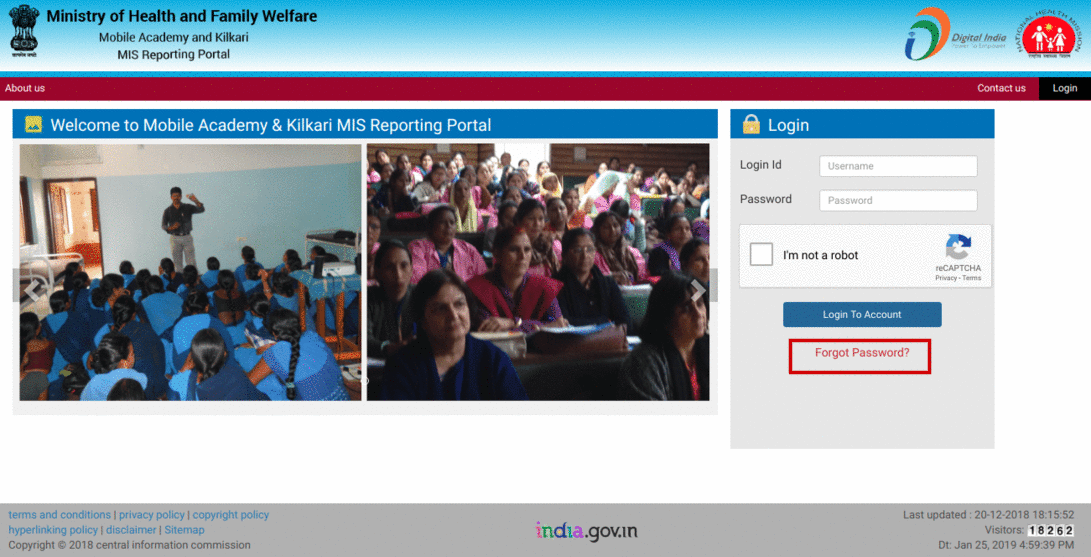 Ministry of Health and Family Welfare
Mobile Academy and Kilkari
MIS Reporting Portal
Digital India
Power To Empower
NATIONAL HEALTH MISSION
About us
Contact us
Login
Welcome to Mobile Academy & Kilkari MIS Reporting Portal
Login
Login Id
Username
Password
Password
I'm not a robot
reCAPTCHA
Privacy - Terms
Login To Account
Forgot Password?
terms and conditions | privacy policy | copyright policy
hyperlinking policy | disclaimer | Sitemap
Copyright © 2018 central information commission
india.gov.in
Last updated : 20-12-2018 18:15:52
Visitors: 18262
Dt: Jan 25, 2019 4:59:39 PM